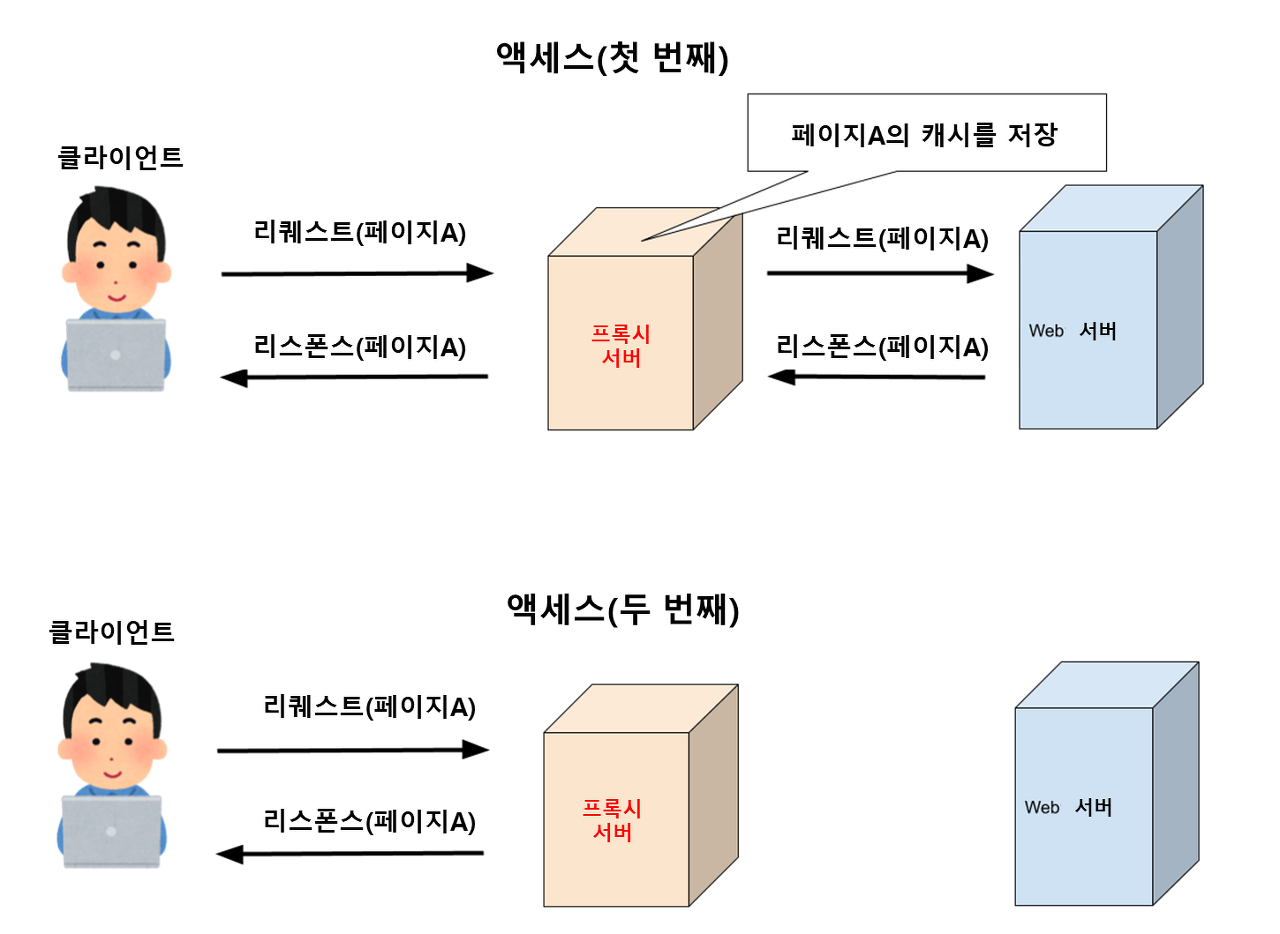 액세스(첫 번째)
페이지A의 캐시를 저장
클라이언트
리퀘스트(페이지A)
리퀘스트(페이지A)
프록시
서버
Web 서버
리스폰스(페이지A)
리스폰스(페이지A)
액세스(두 번째)
클라이언트
리퀘스트(페이지A)
프록시
서버
Web 서버
리스폰스(페이지A)